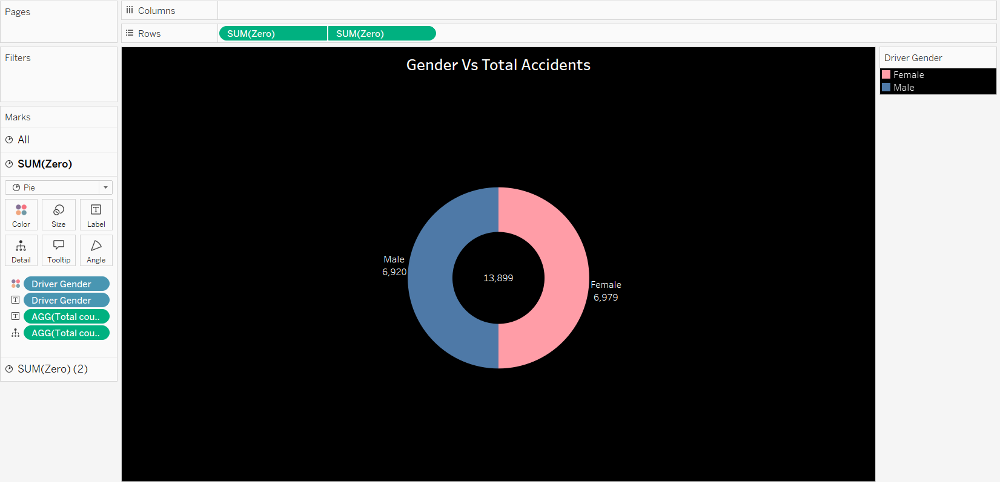 Pages
Columns
Rows
SUM(Zero)
SUM(Zero)
Filters
Marks
All
SUM(Zero)
Pie
Color
Size
Label
Detail
Tooltip
Angle
Driver Gender
Driver Gender
AGG(Total cou..
AGG(Total cou..
SUM(Zero) (2)
Gender Vs Total Accidents
Male
6,920
13,899
Female
6,979
Driver Gender
Female
Male